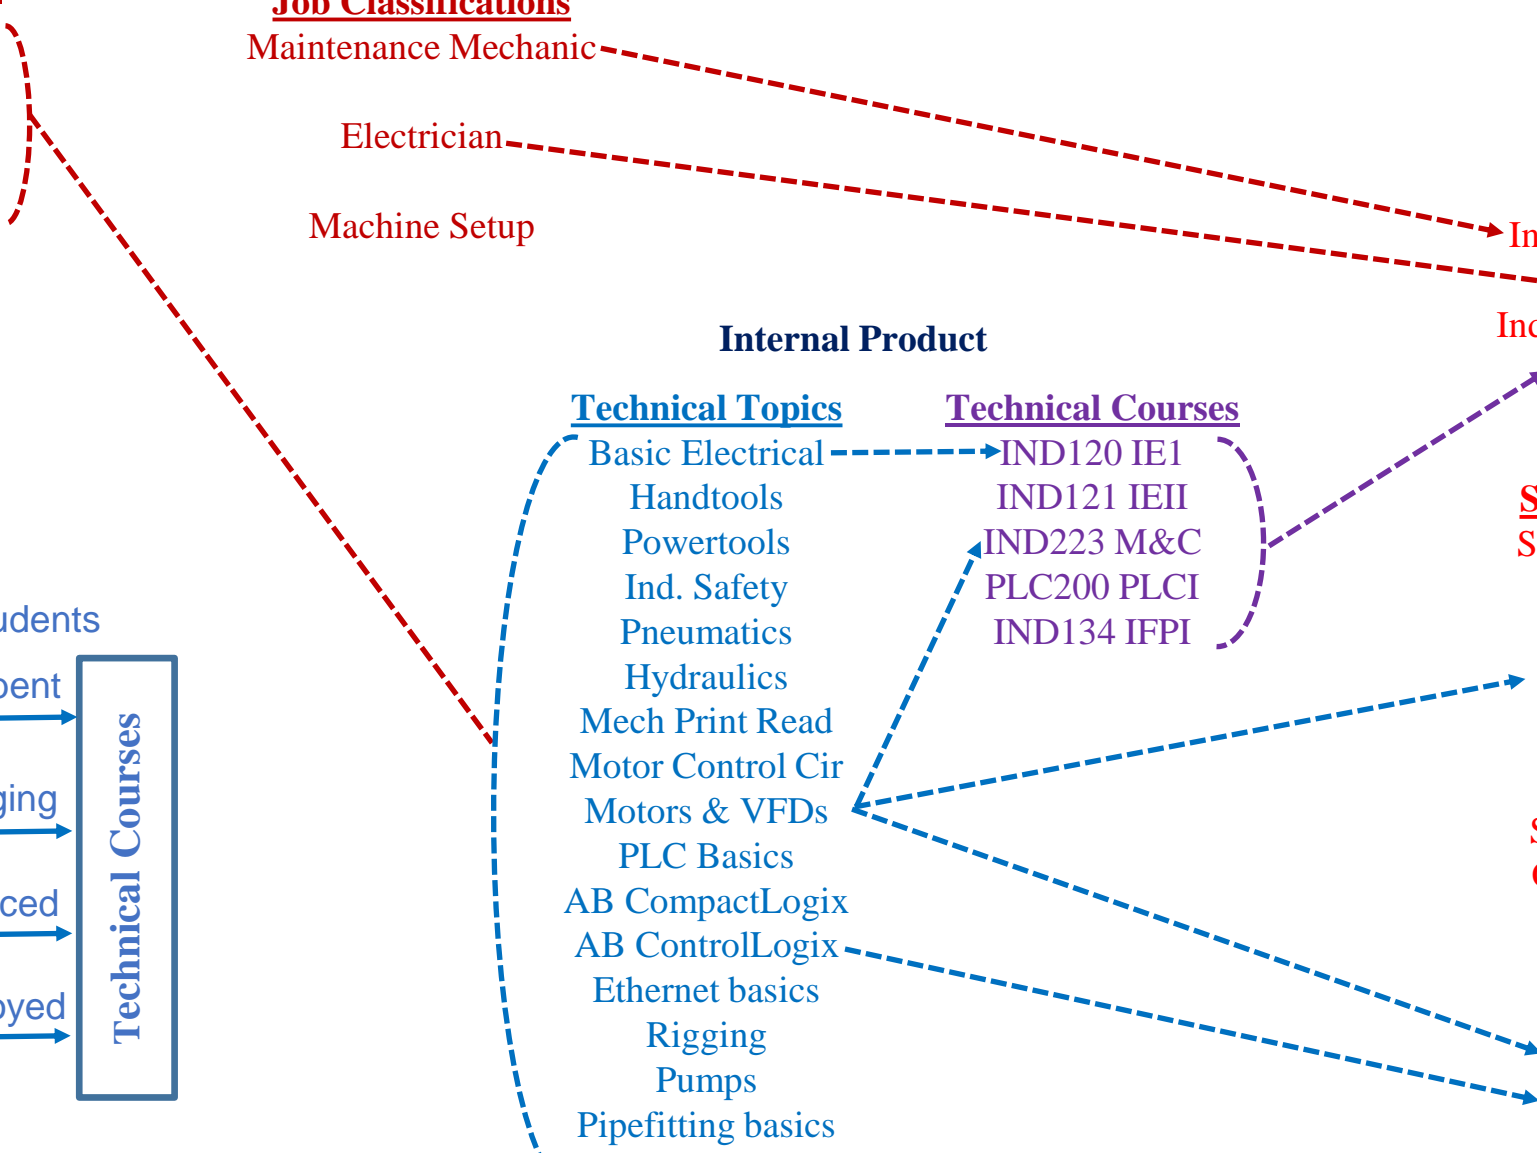 Job Classifications
Maintenance Mechanic
Electrician
Machine Setup
Internal Product
Technical Topics
Basic Electrical
Handtools
Powertools
Ind. Safety
Pneumatics
Hydraulics
Mech Print Read
Motor Control Cir
Motors & VFDs
PLC Basics
AB CompactLogix
AB ControlLogix
Ethernet basics
Rigging
Pumps
Pipefitting basics
Technical Courses
IND120 IE1
IND121 IEII
IND223 M&C
PLC200 PLCI
IND134 IFPI
Technical Courses